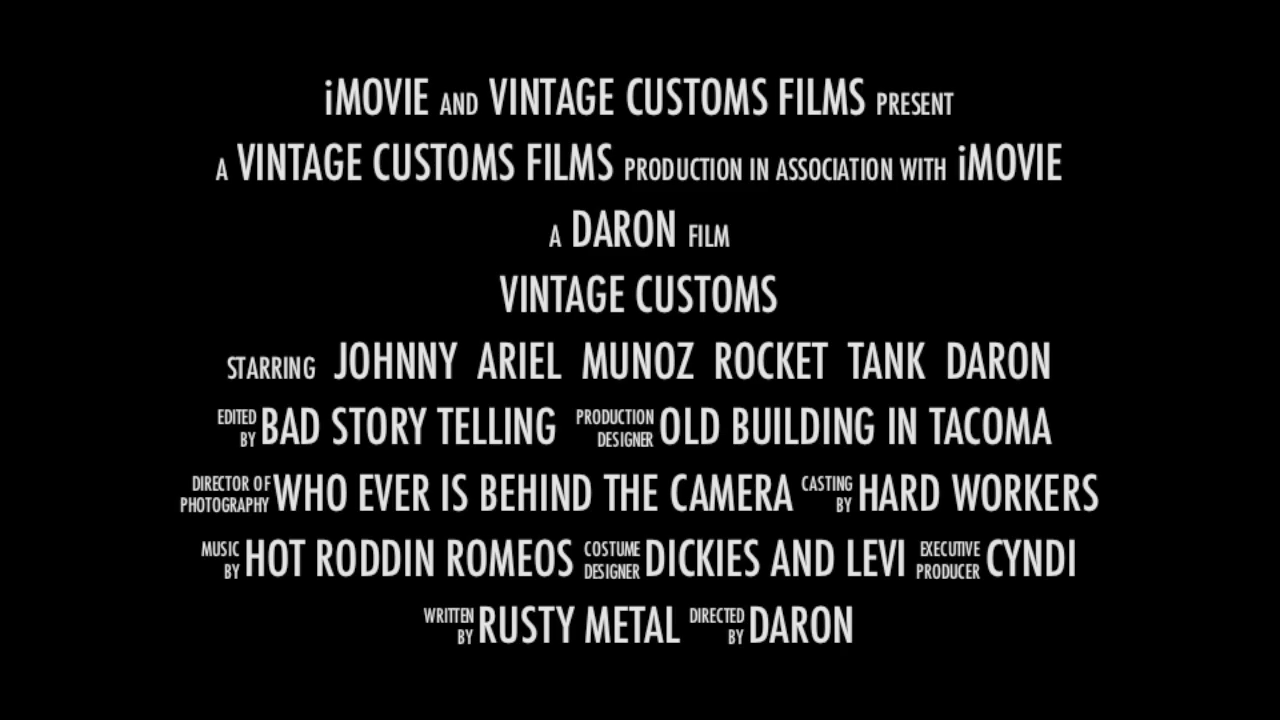 iMOVIE AND VINTAGE CUSTOMS FILMS PRESENT
A VINTAGE CUSTOMS FILMS PRODUCTION IN ASSOCIATION WITH iMOVIE
A DARON FILM
VINTAGE CUSTOMS
STARRING JOHNNY ARIEL MUNOZ ROCKET TANK DARON
EDITED BY BAD STORY TELLING PRODUCTION DESIGNER OLD BUILDING IN TACOMA
DIRECTOR OF PHOTOGRAPHY WHO EVER IS BEHIND THE CAMERA CASTING BY HARD WORKERS
MUSIC BY HOT RODDIN ROMEOS COSTUME DESIGNER DICKIES AND LEVI EXECUTIVE PRODUCER CYNDI
WRITTEN BY RUSTY METAL DIRECTED BY DARON